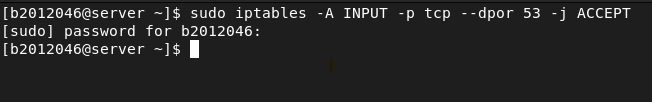 [b2012046@server ~]$ sudo iptables -A INPUT -p tcp --dpor 53 -j ACCEPT
[sudo] password for b2012046:
[b2012046@server ~]$